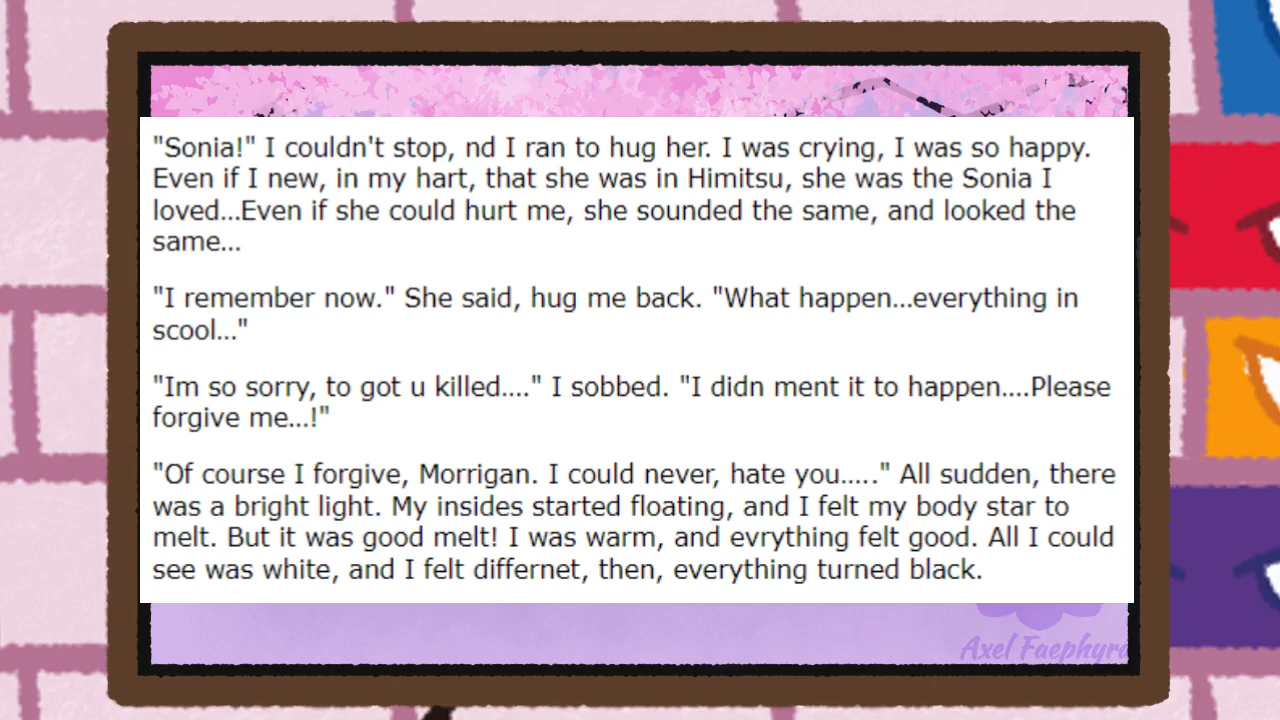 "Sonia!" I couldn't stop, nd I ran to hug her. I was crying, I was so happy.
Even if I new, in my hart, that she was in Himitsu, she was the Sonia I
loved...Even if she could hurt me, she sounded the same, and looked the
same...
"I remember now." She said, hug me back. "What happen...everything in
scool..."
"Im so sorry, to got u killed...." I sobbed. "I didn ment it to happen....Please
forgive me...!"
"Of course I forgive, Morrigan. I could never, hate you....." All sudden, there
was a bright light. My insides started floating, and I felt my body star to
melt. But it was good melt! I was warm, and evrything felt good. All I could
see was white, and I felt differnet, then, everything turned black.
Axel Faephyra